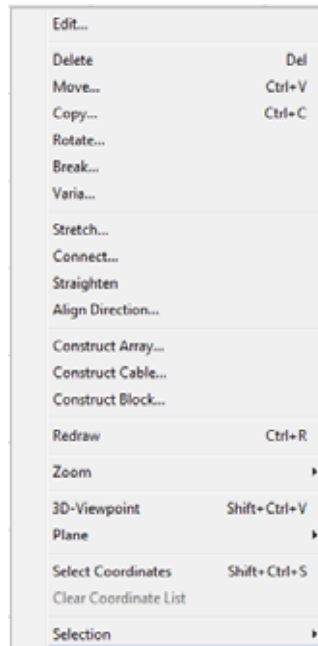 Edit...
Delete Del
Move... Ctrl+V
Copy... Ctrl+C
Rotate...
Break...
Varia...
Stretch...
Connect...
Straighten
Align Direction...
Construct Array...
Construct Cable...
Construct Block...
Redraw Ctrl+R
Zoom
3D-Viewpoint Shift+Ctrl+V
Plane
Select Coordinates Shift+Ctrl+S
Clear Coordinate List
Selection